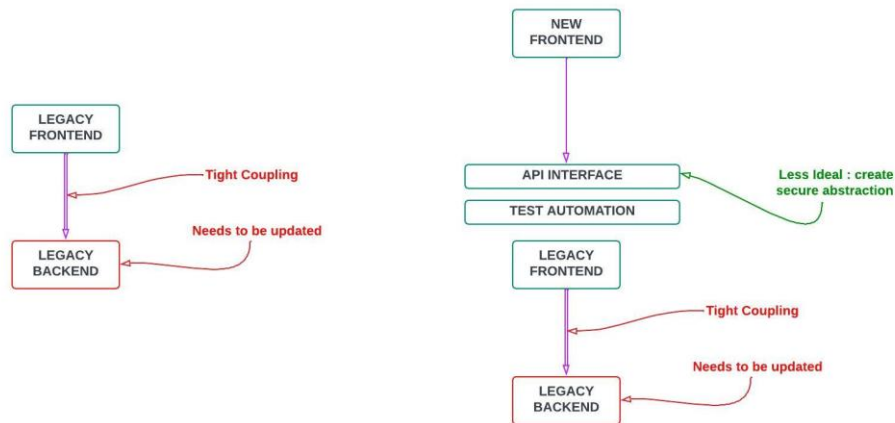 LEGACY
FRONTEND
Tight Coupling
Needs to be updated
LEGACY
BACKEND
NEW
FRONTEND
API INTERFACE
Less Ideal : create
secure abstraction
TEST AUTOMATION
LEGACY
FRONTEND
Tight Coupling
Needs to be updated
LEGACY
BACKEND